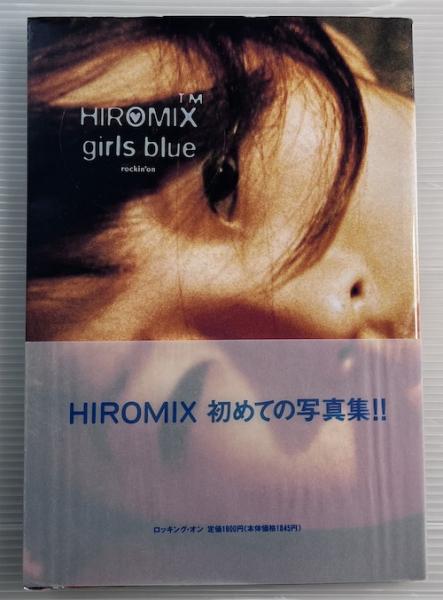 HIROMIX™
girls blue
rockin'on
HIROMIX 初めての写真集!!
ロッキング・オン 定価1900円(本体価格1845円)